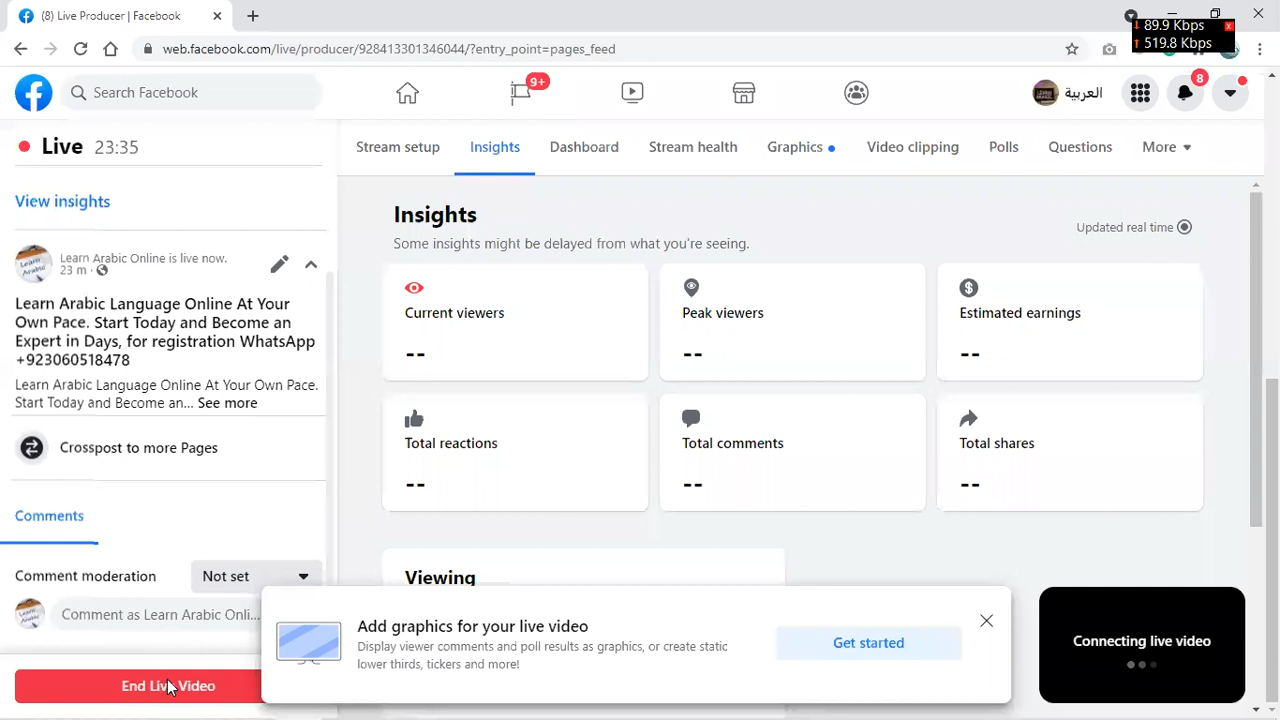 (8) Live Producer | Facebook
web.facebook.com/live/producer/928413301346044/?entry_point=pages_feed
89.9 Kbps
519.8 Kbps
Search Facebook
9+
العربية
8
Live 23:35
Stream setup
Insights
Dashboard
Stream health
Graphics
Video clipping
Polls
Questions
More
View insights
Learn Arabic Online is live now.
23 m
Learn Arabic Language Online At Your
Own Pace. Start Today and Become an
Expert in Days, for registration WhatsApp
+923060518478
Learn Arabic Language Online At Your Own Pace.
Start Today and Become an... See more
Crosspost to more Pages
Comments
Comment moderation
Not set
Comment as Learn Arabic Onli...
End Live Video
Insights
Some insights might be delayed from what you're seeing.
Updated real time
Current viewers
--
Peak viewers
--
Estimated earnings
--
Total reactions
--
Total comments
--
Total shares
--
Viewing
Add graphics for your live video
Display viewer comments and poll results as graphics, or create static
lower thirds, tickers and more!
Get started
Connecting live video